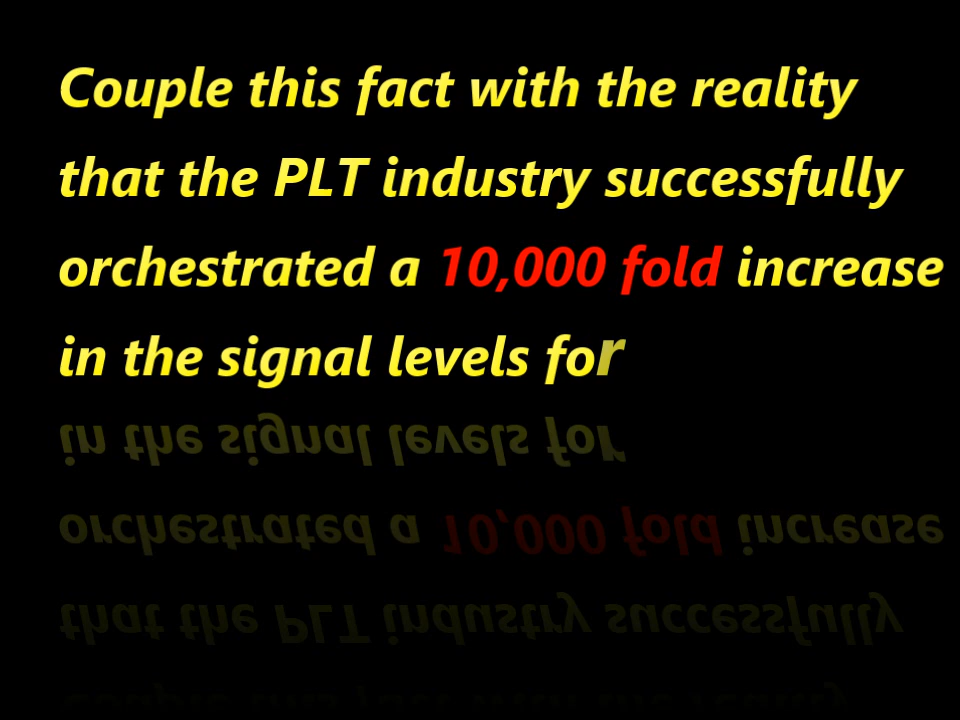 Couple this fact with the reality
that the PLT industry successfully
orchestrated a 10,000 fold increase
in the signal levels for